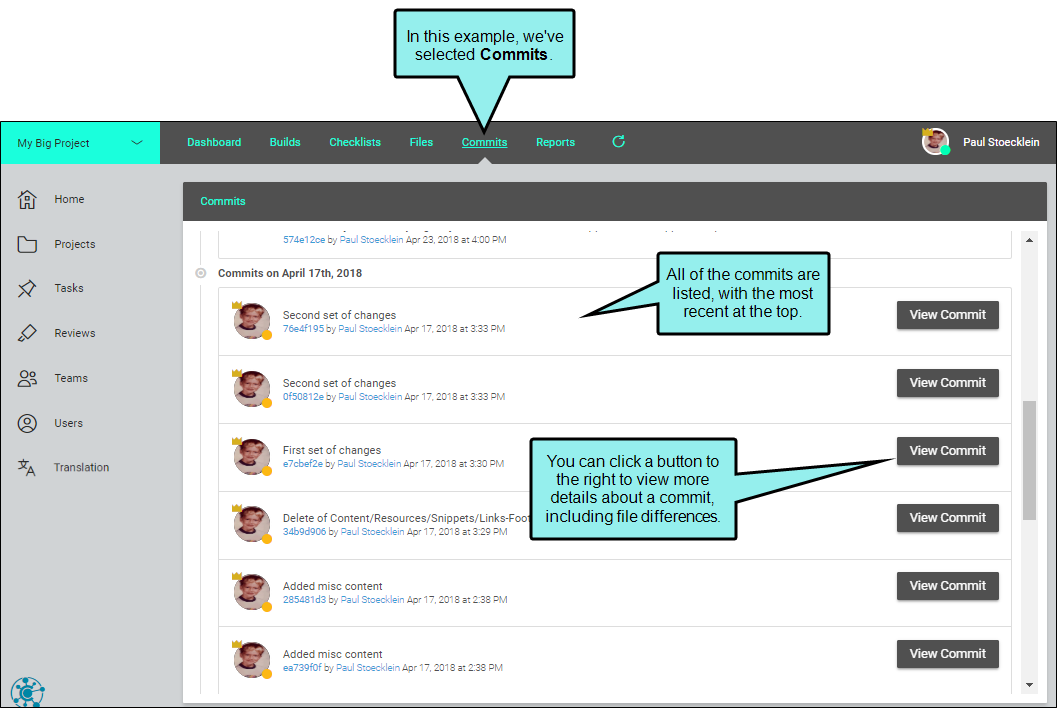 In this example, we've
selected Commits.
My Big Project
Dashboard
Builds
Checklists
Files
Commits
Reports
Paul Stoecklein
Home
Projects
Tasks
Reviews
Teams
Users
Translation
Commits
574e12ce by Paul Stoecklein Apr 23, 2018 at 4:00 PM
Commits on April 17th, 2018
All of the commits are
listed, with the most
recent at the top.
Second set of changes
76e4f195 by Paul Stoecklein Apr 17, 2018 at 3:33 PM
View Commit
Second set of changes
0f50812e by Paul Stoecklein Apr 17, 2018 at 3:33 PM
View Commit
First set of changes
e7cbef2e by Paul Stoecklein Apr 17, 2018 at 3:30 PM
View Commit
You can click a button to
the right to view more
details about a commit,
including file differences.
Delete of Content/Resources/Snippets/Links-Foot
34b9d906 by Paul Stoecklein Apr 17, 2018 at 3:29 PM
View Commit
Added misc content
285481d3 by Paul Stoecklein Apr 17, 2018 at 2:38 PM
View Commit
Added misc content
ea739f0f by Paul Stoecklein Apr 17, 2018 at 2:38 PM
View Commit